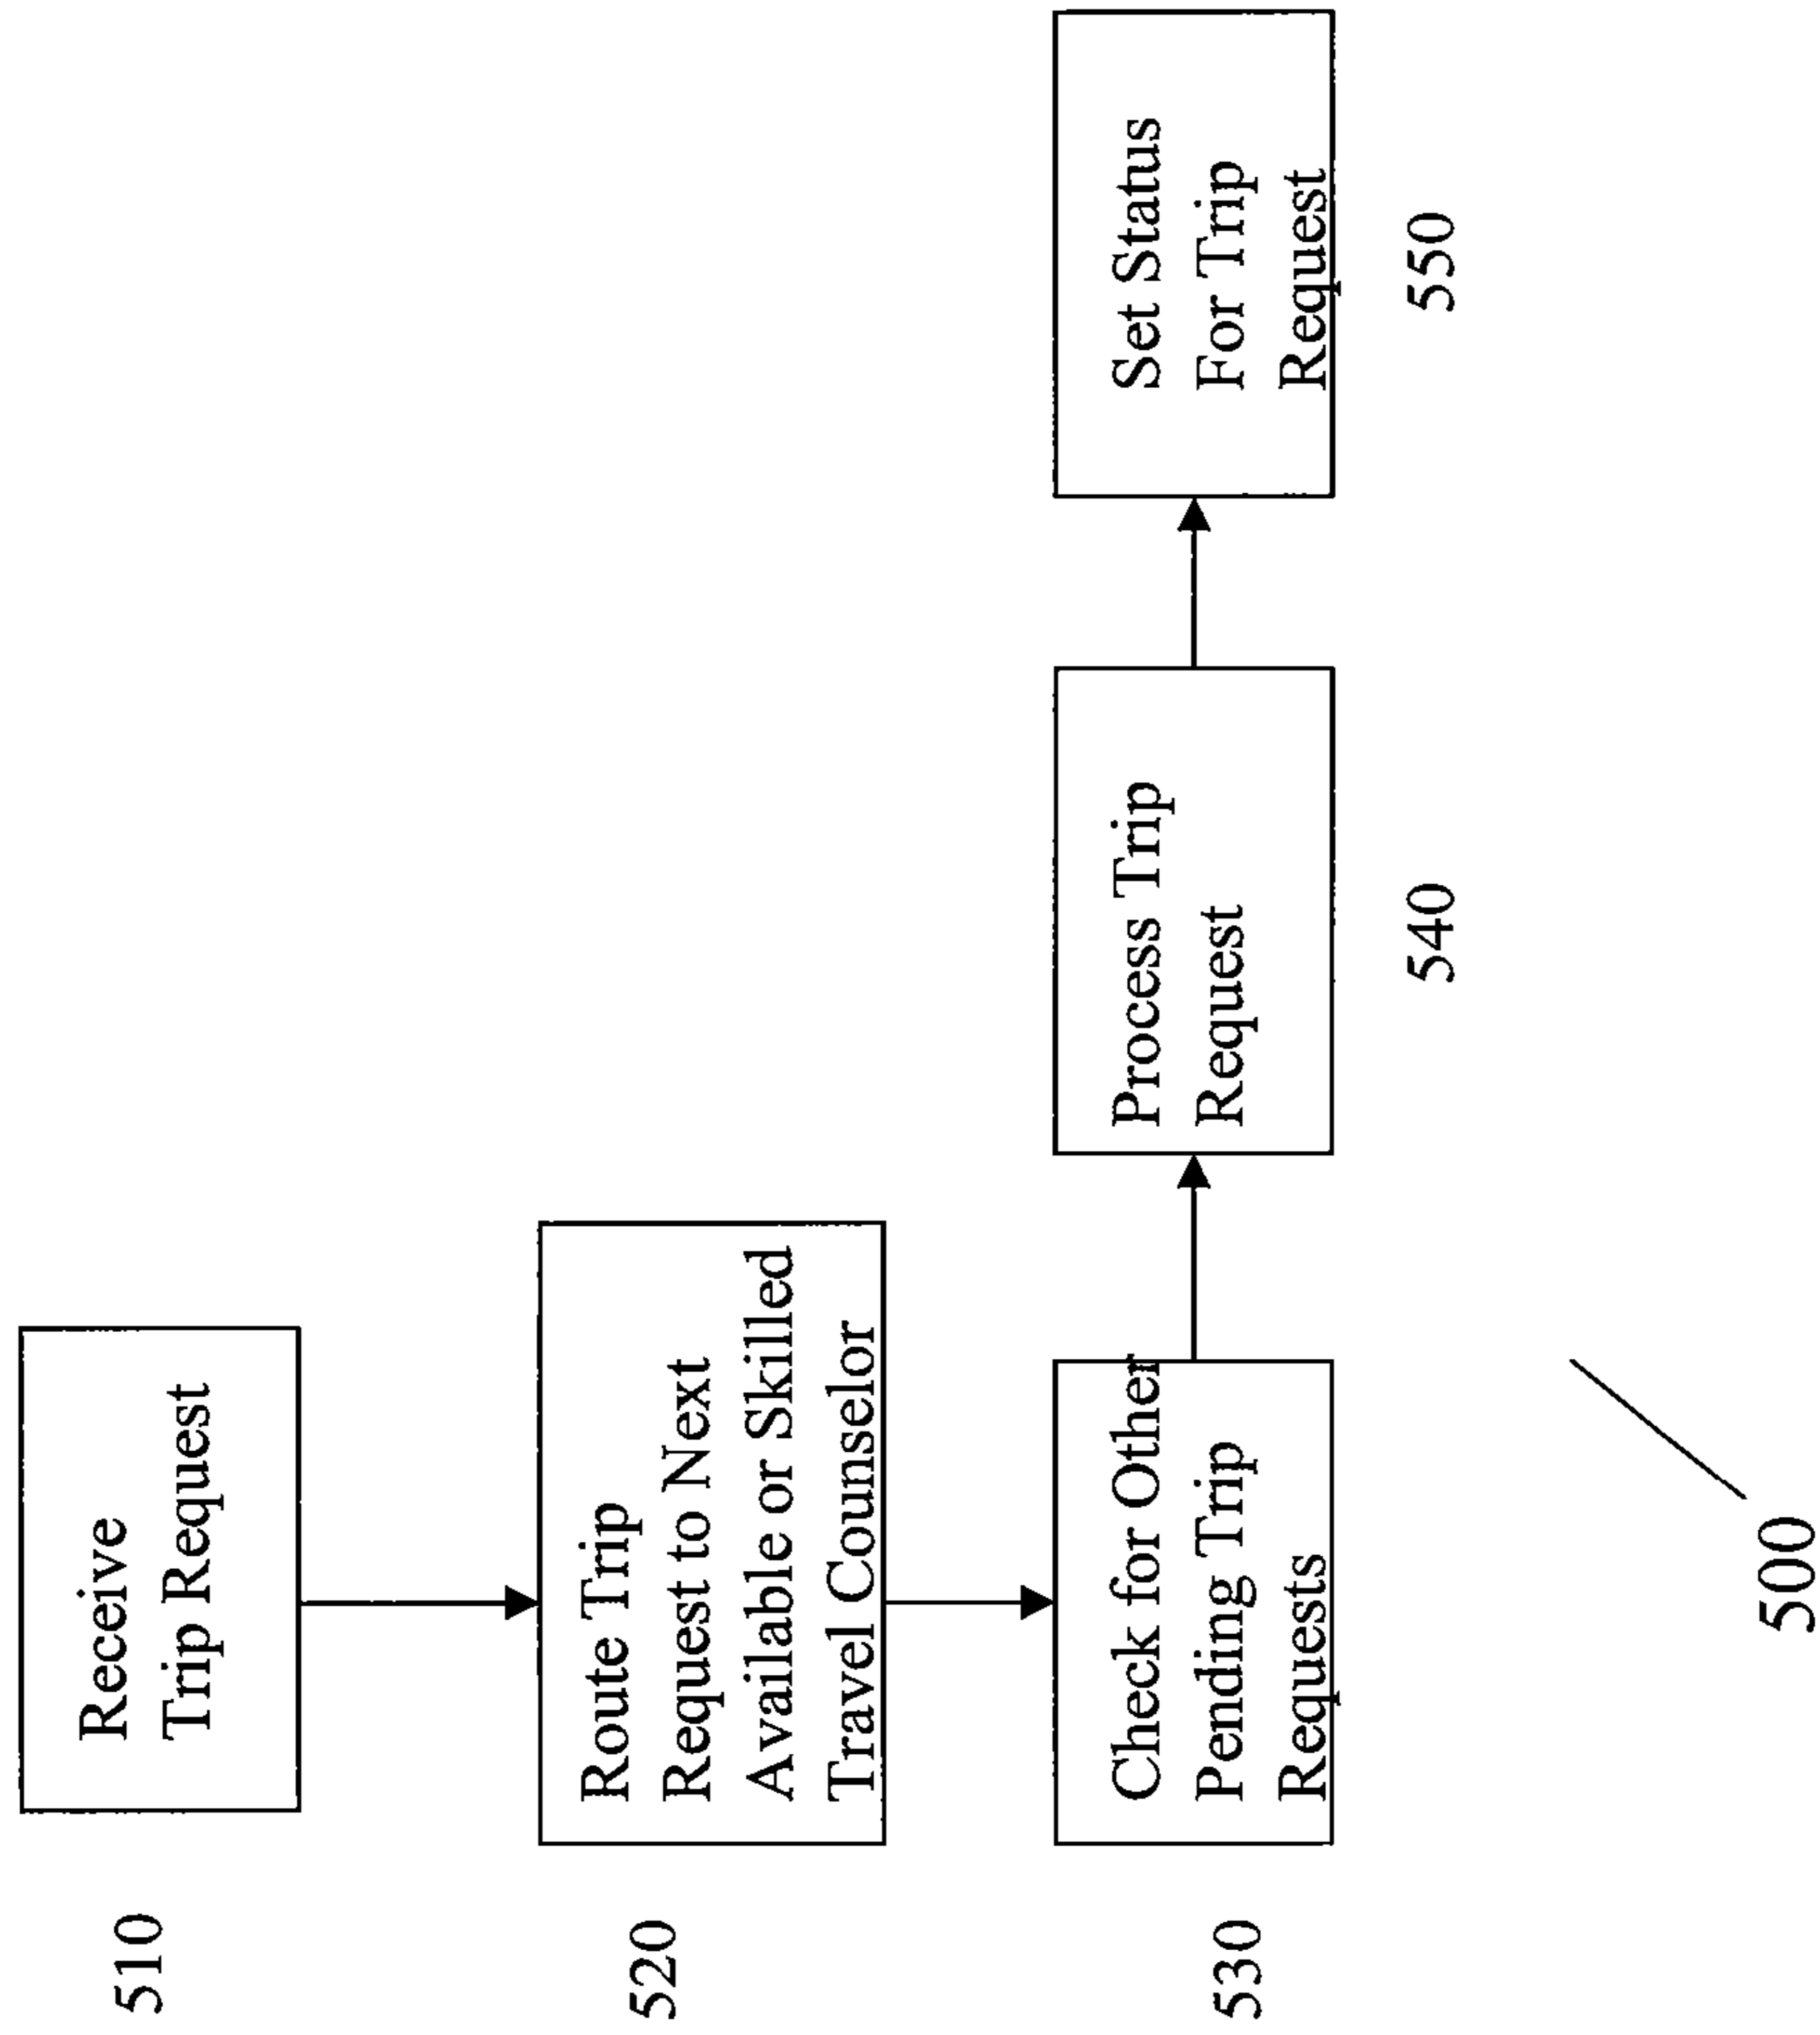 510
Receive
Trip Request
520
Route Trip
Request to Next
Available or Skilled
Travel Counselor
530
Check for Other
Pending Trip
Requests
Process Trip
Request
540
Set Status
For Trip
Request
550
500